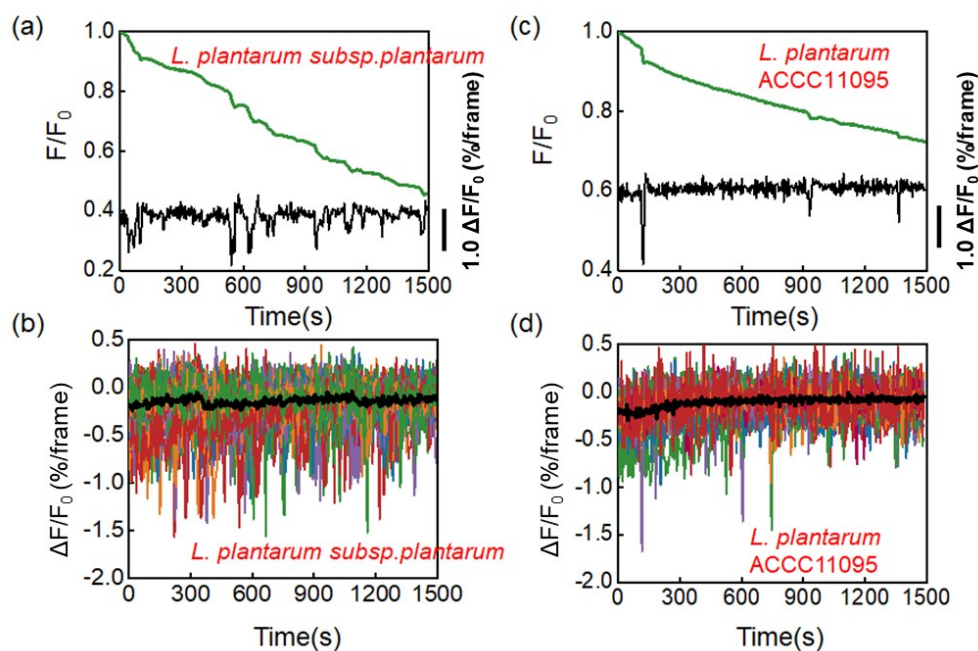 (a)
1.0
0.8
0.6
0.4
0.2
F/F₀
L. plantarum subsp.plantarum
1.0 ΔF/F₀ (%/frame)
0 300 600 900 1200 1500
Time(s)
(c)
1.0
0.8
0.6
0.4
F/F₀
L. plantarum
ACCC11095
1.0 ΔF/F₀ (%/frame)
0 300 600 900 1200 1500
Time(s)
(b)
0.5
0.0
-0.5
-1.0
-1.5
-2.0
ΔF/F₀ (%/frame)
L. plantarum subsp.plantarum
0 300 600 900 1200 1500
Time(s)
(d)
0.5
0.0
-0.5
-1.0
-1.5
-2.0
ΔF/F₀ (%/frame)
L. plantarum
ACCC11095
0 300 600 900 1200 1500
Time(s)